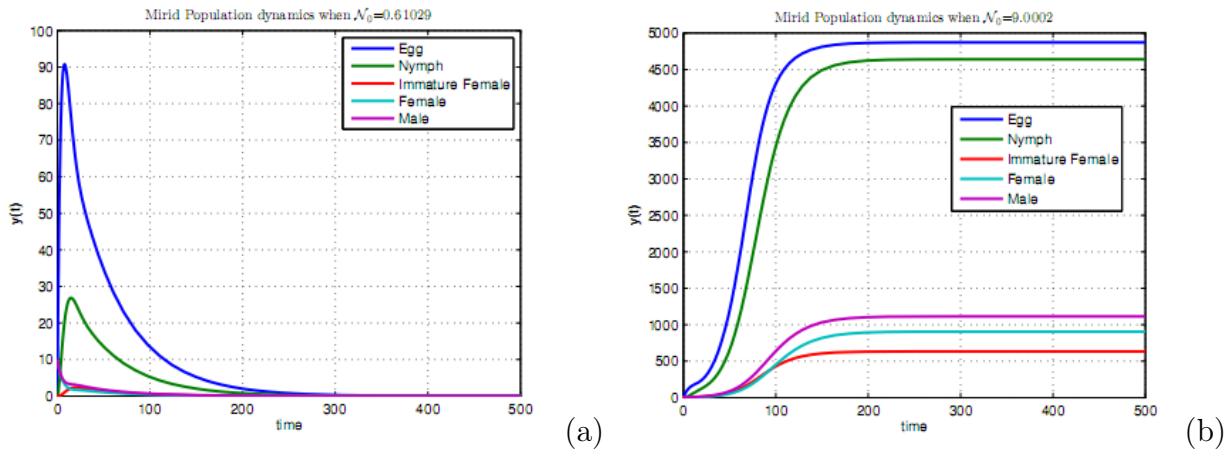 Mirid Population dynamics when 𝒩₀=0.61029
100
90
80
70
60
50
40
30
20
10
0
y(t)
Egg
Nymph
Immature Female
Female
Male
0 100 200 300 400 500
time
(a)
Mirid Population dynamics when 𝒩₀=9.0002
5000
4500
4000
3500
3000
2500
2000
1500
1000
500
0
y(t)
Egg
Nymph
Immature Female
Female
Male
0 100 200 300 400 500
time
(b)